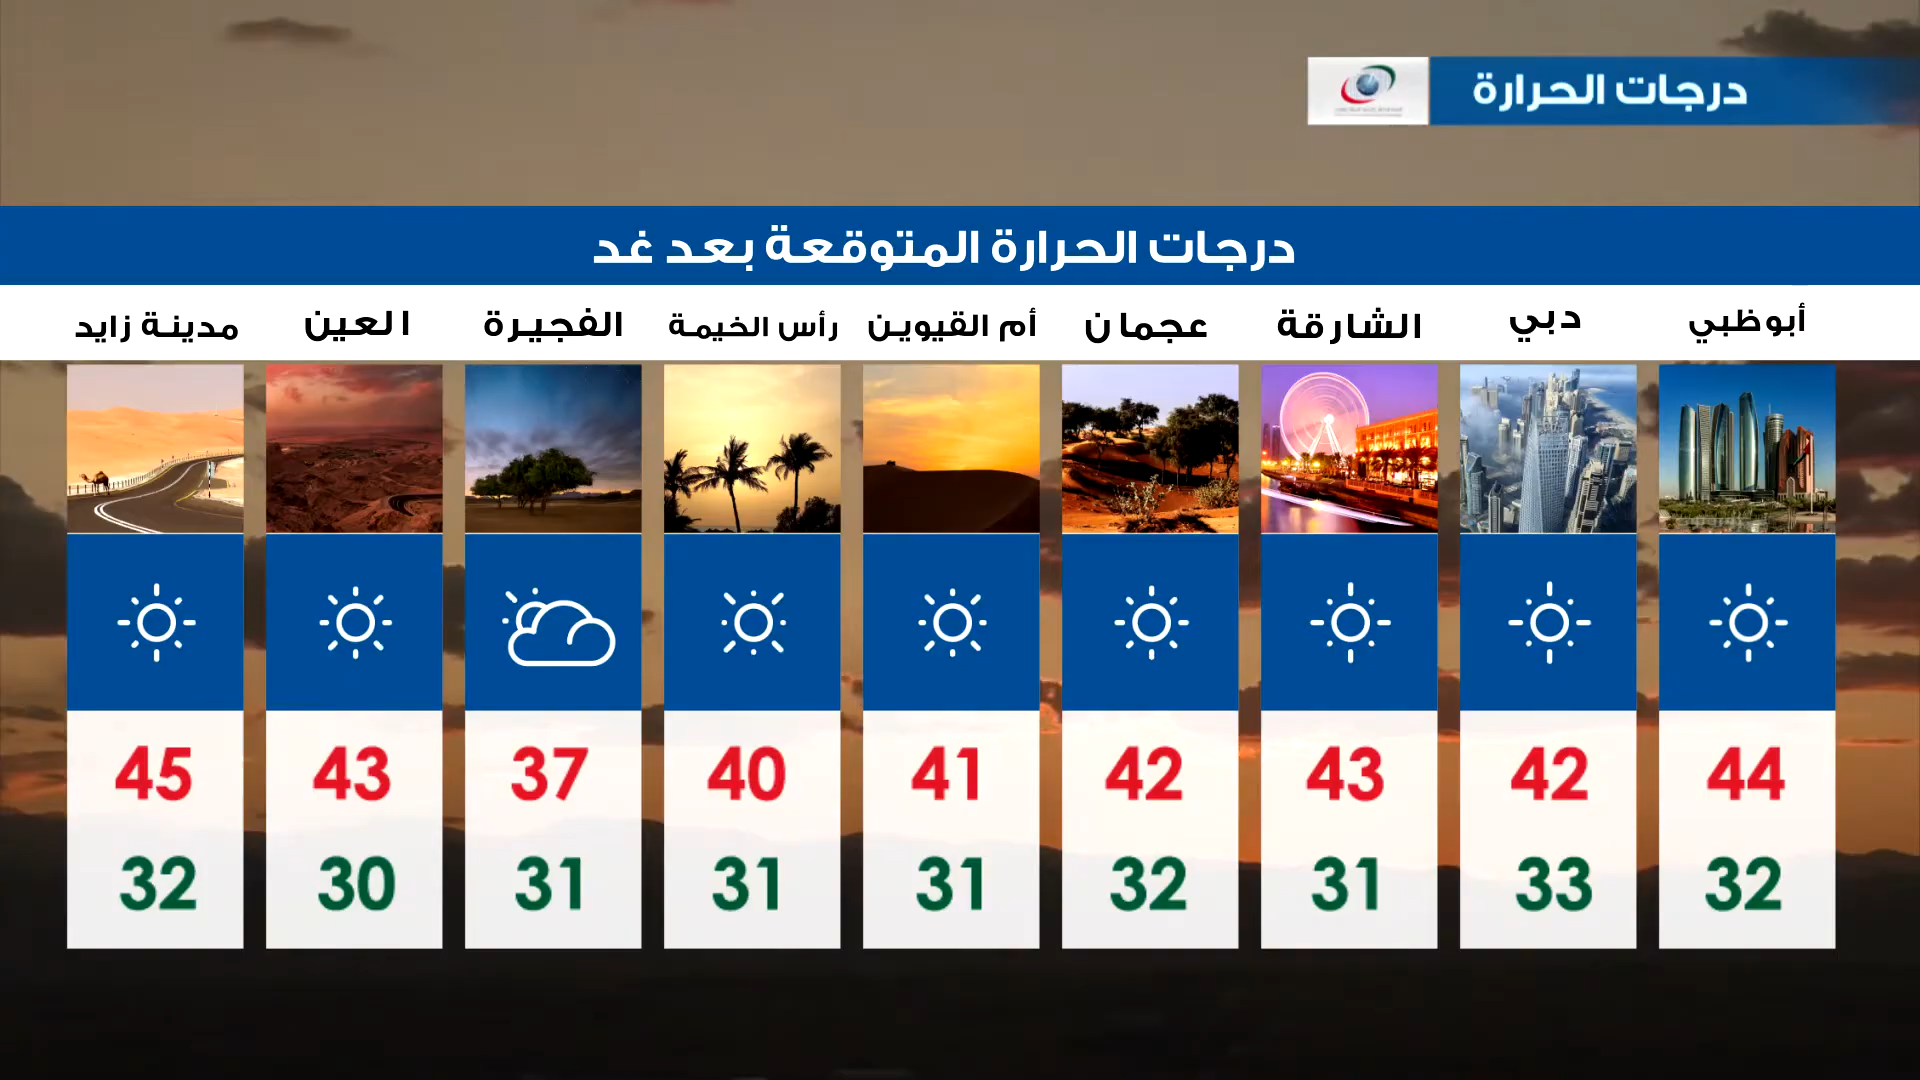 درجات الحرارة
درجات الحرارة المتوقعة بعد غد
أبوظبي
دبي
الشارقة
عجمان
أم القيوين
رأس الخيمة
الفجيرة
العين
مدينة زايد
44 42 43 42 41 40 37 43 45
32 33 31 32 31 31 31 30 32